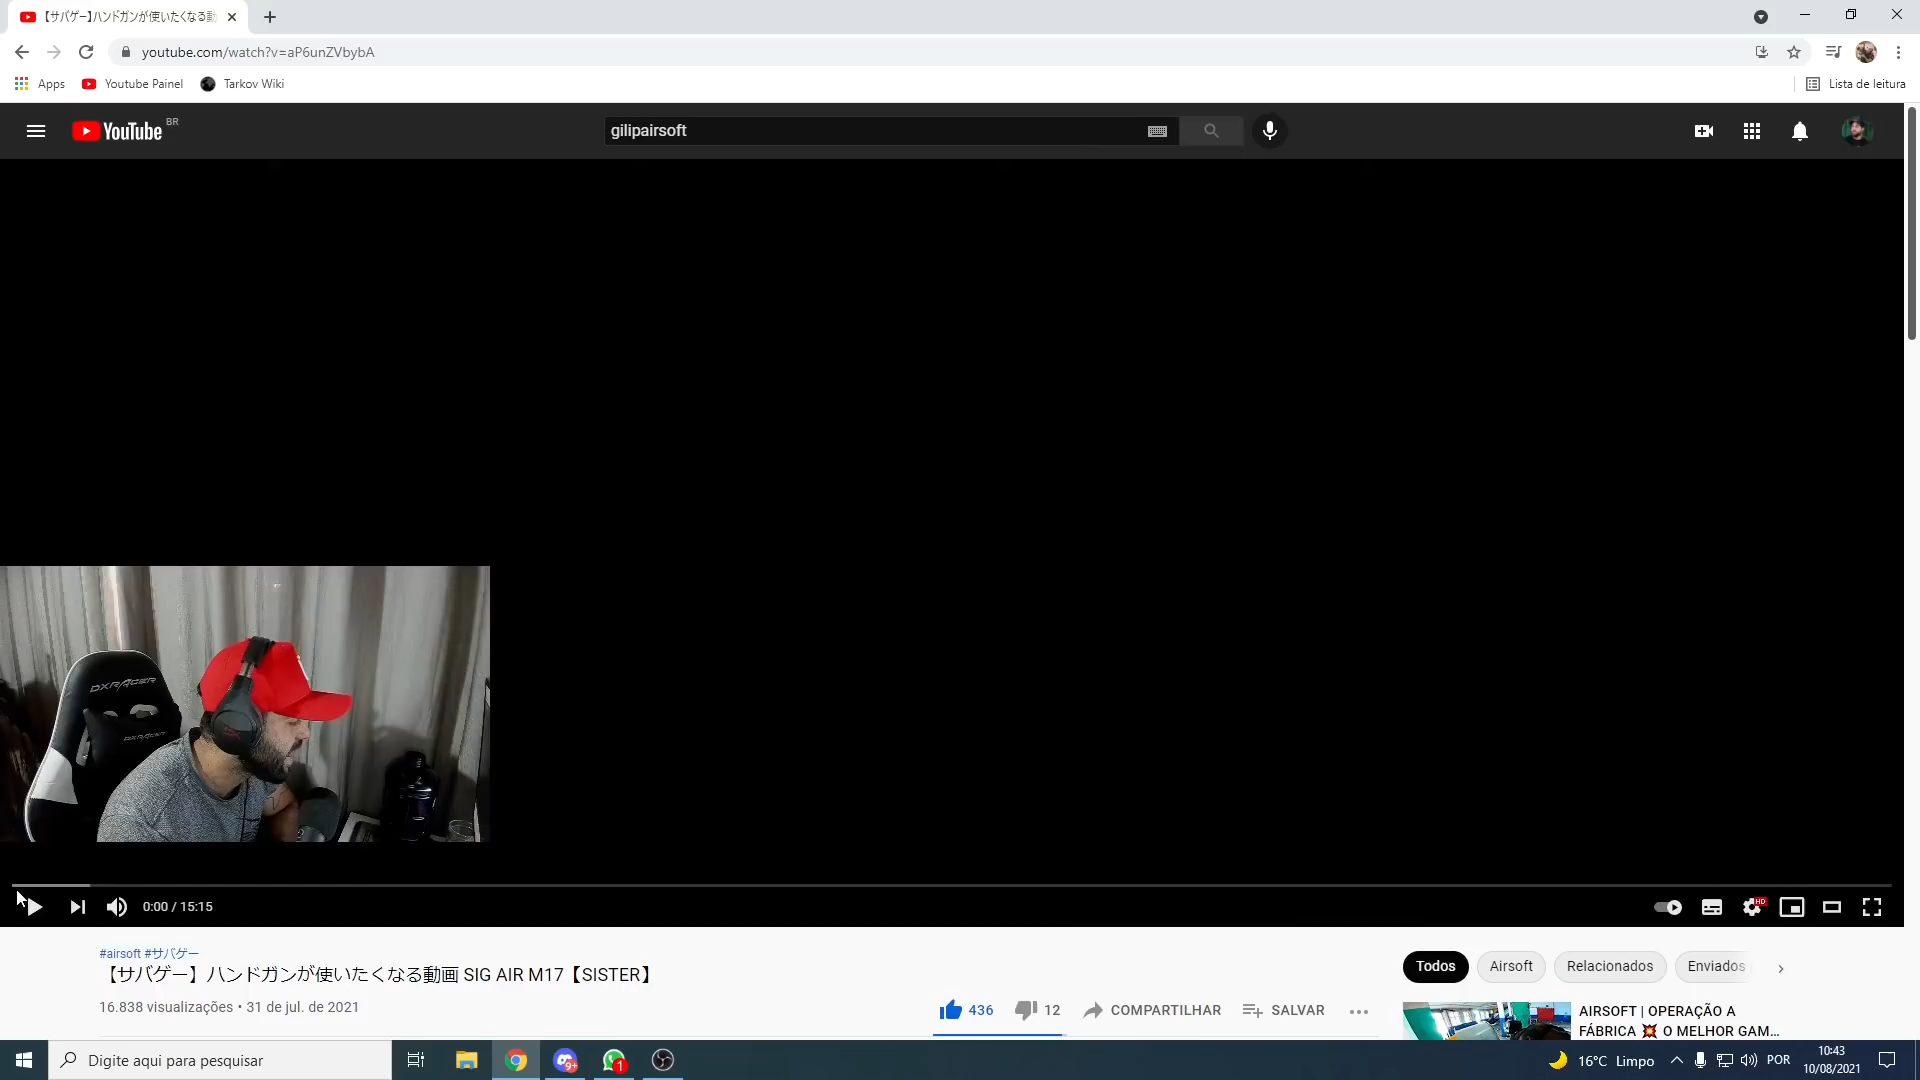 【サバゲー】ハンドガンが使いたくなる動
youtube.com/watch?v=aP6unZVbybA
Apps
Youtube Painel
Tarkov Wiki
Lista de leitura
YouTube BR
gilipairsoft
DXRACER
DXRACER
0:00 / 15:15
HD
#airsoft #サバゲー
【サバゲー】ハンドガンが使いたくなる動画 SIG AIR M17【SISTER】
16.838 visualizações • 31 de jul. de 2021
436
12
COMPARTILHAR
SALVAR
Todos
Airsoft
Relacionados
Enviados
AIRSOFT | OPERAÇÃO A
FÁBRICA 💥 O MELHOR GAM...
Digite aqui para pesquisar
9+
1
16°C Limpo
POR
10:43
10/08/2021